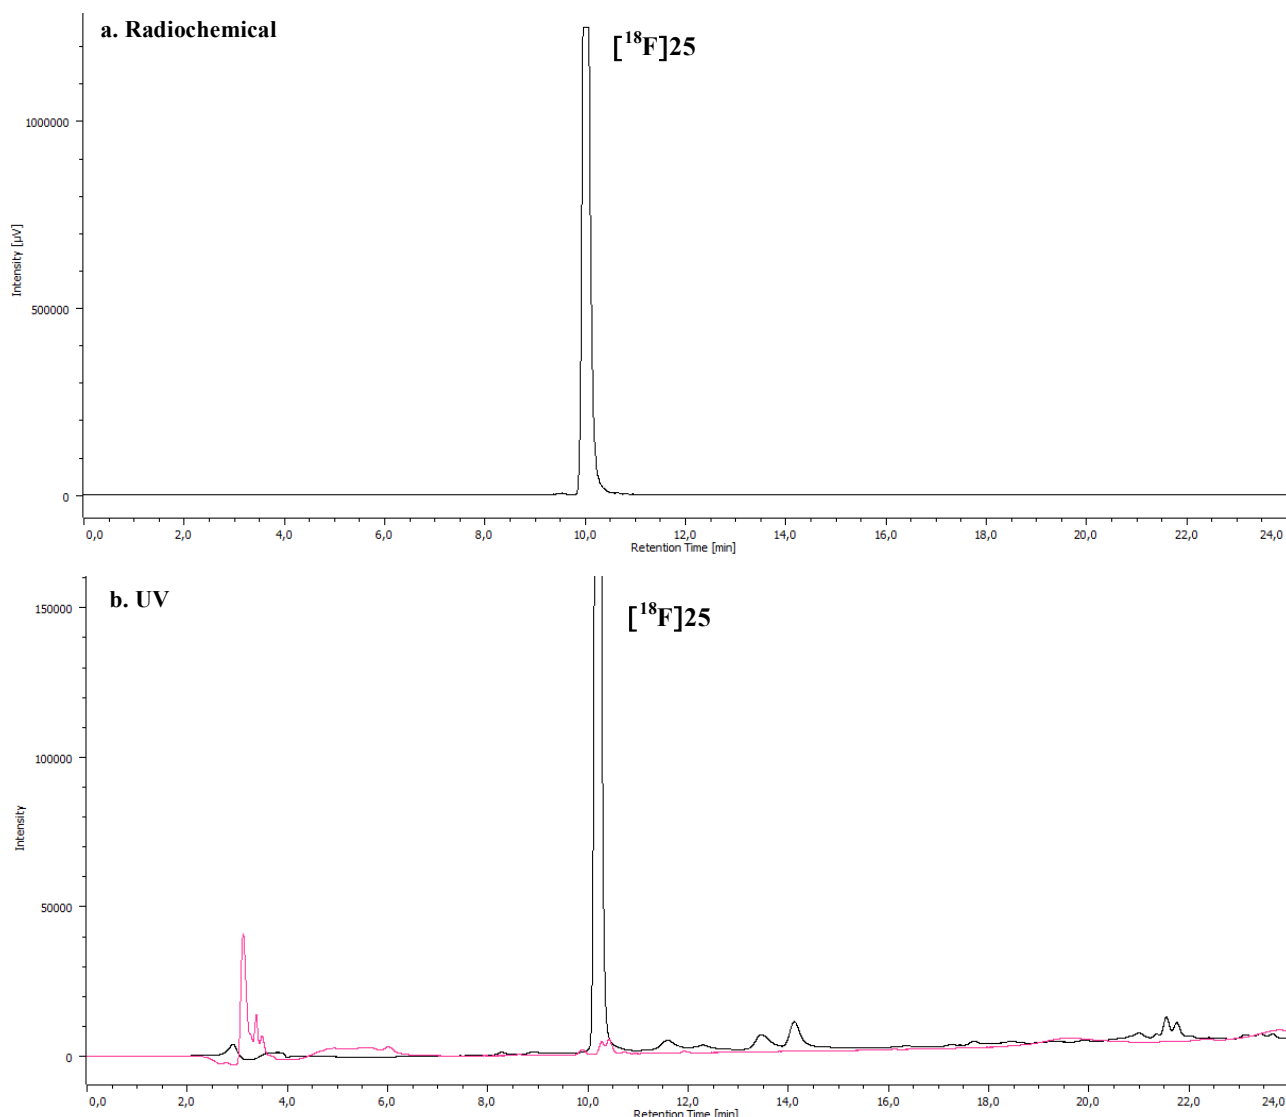 a. Radiochemical
[¹⁸F]25
1000000
500000
0
Intensity [µV]
0,0 2,0 4,0 6,0 8,0 10,0 12,0 14,0 16,0 18,0 20,0 22,0 24,0
Retention Time [min]
b. UV
[¹⁸F]25
150000
100000
50000
0
Intensity
0,0 2,0 4,0 6,0 8,0 10,0 12,0 14,0 16,0 18,0 20,0 22,0 24,0
Retention Time [min]